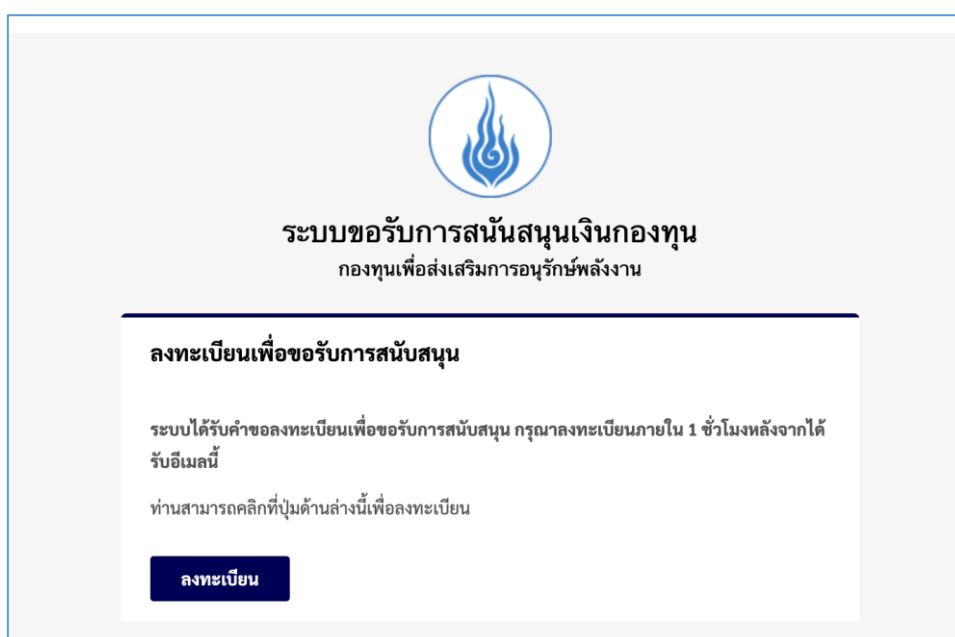 ระบบขอรับการสนันสนุนเงินกองทุน
กองทุนเพื่อส่งเสริมการอนุรักษ์พลังงาน
ลงทะเบียนเพื่อขอรับการสนับสนุน
ระบบได้รับคำขอลงทะเบียนเพื่อขอรับการสนับสนุน กรุณาลงทะเบียนภายใน 1 ชั่วโมงหลังจากได้
รับอีเมลนี้
ท่านสามารถคลิกที่ปุ่มด้านล่างนี้เพื่อลงทะเบียน
ลงทะเบียน